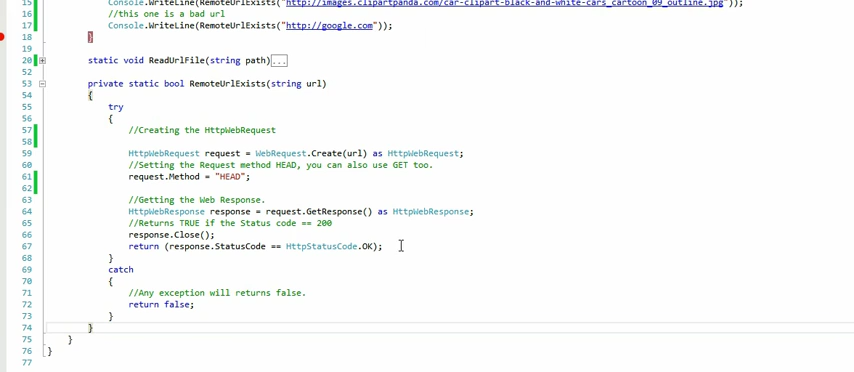 15 Console.WriteLine(RemoteUrlExists("http://images.clipartpanda.com/car-clipart-black-and-white-cars_cartoon_09_outline.jpg"));
16 //this one is a bad url
17 Console.WriteLine(RemoteUrlExists("http://google.com"));
18 }
19
20 static void ReadUrlFile(string path)...
52
53 private static bool RemoteUrlExists(string url)
54 {
55 try
56 {
57 //Creating the HttpWebRequest
58
59 HttpWebRequest request = WebRequest.Create(url) as HttpWebRequest;
60 //Setting the Request method HEAD, you can also use GET too.
61 request.Method = "HEAD";
62
63 //Getting the Web Response.
64 HttpWebResponse response = request.GetResponse() as HttpWebResponse;
65 //Returns TRUE if the Status code == 200
66 response.Close();
67 return (response.StatusCode == HttpStatusCode.OK);
68 }
69 catch
70 {
71 //Any exception will returns false.
72 return false;
73 }
74 }
75 }
76 }
77